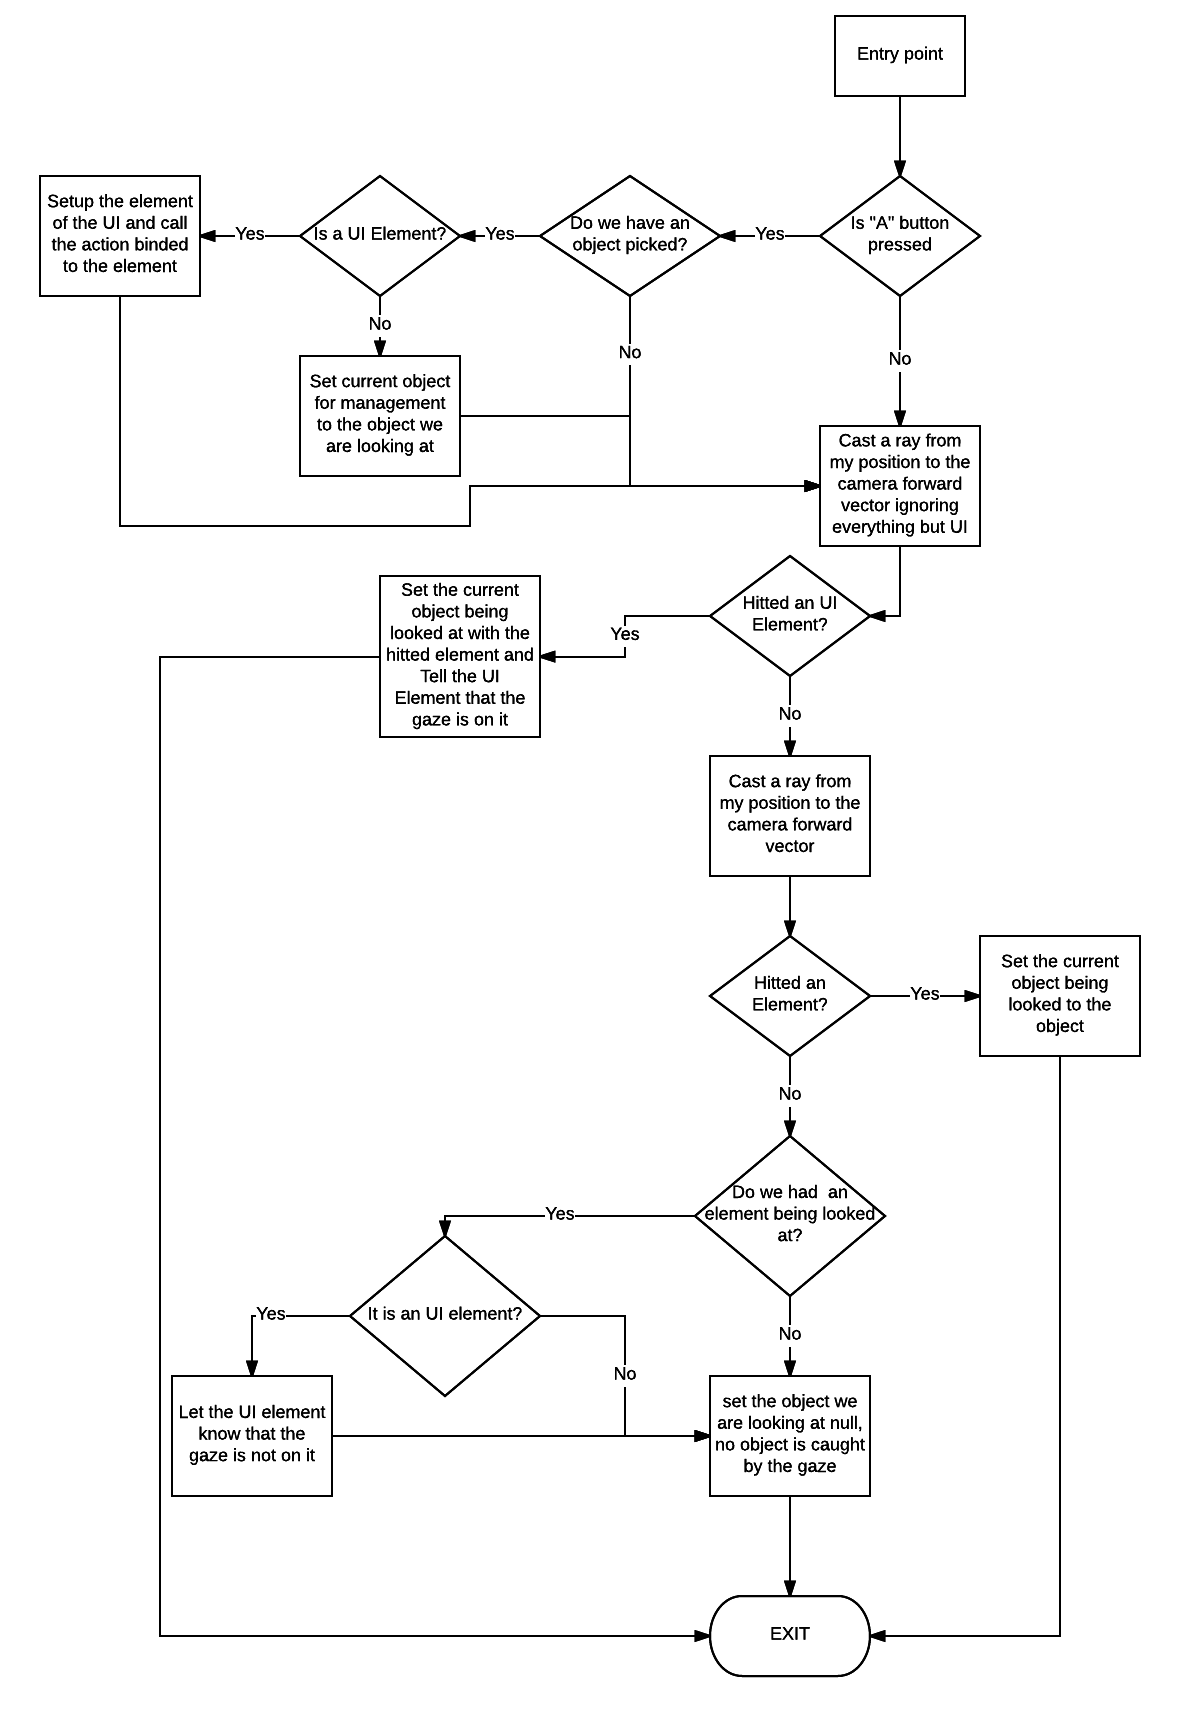 Entry point
Is "A" button
pressed
Yes
Do we have an
object picked?
Yes
Is a UI Element?
Yes
Setup the element
of the UI and call
the action binded
to the element
No
Set current object
for management
to the object we
are looking at
No
No
Cast a ray from
my position to the
camera forward
vector ignoring
everything but UI
Hitted an UI
Element?
Yes
Set the current
object being
looked at with the
hitted element and
Tell the UI
Element that the
gaze is on it
No
Cast a ray from
my position to the
camera forward
vector
Hitted an
Element?
Yes
Set the current
object being
looked to the
object
No
Do we had  an
element being looked
at?
Yes
It is an UI element?
Yes
Let the UI element
know that the
gaze is not on it
No
No
set the object we
are looking at null,
no object is caught
by the gaze
EXIT